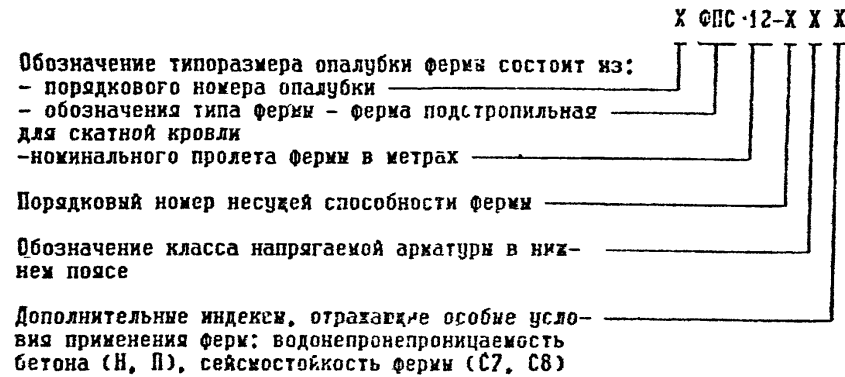 Х ФПС-12-Х Х Х
Обозначение типоразмера опалубки фермы состоит из:
- порядкового номера опалубки
- обозначения типа фермы - ферма подстропильная
для скатной кровли
-номинального пролета фермы в метрах
Порядковый номер несущей способности фермы
Обозначение класса напрягаемой арматуры в ниж-
нем поясе
Дополнительные индексы, отражающие особые усло-
вия применения ферм: водонепронепроницаемость
бетона (Н, П), сейсмостойкость фермы (С7, С8)